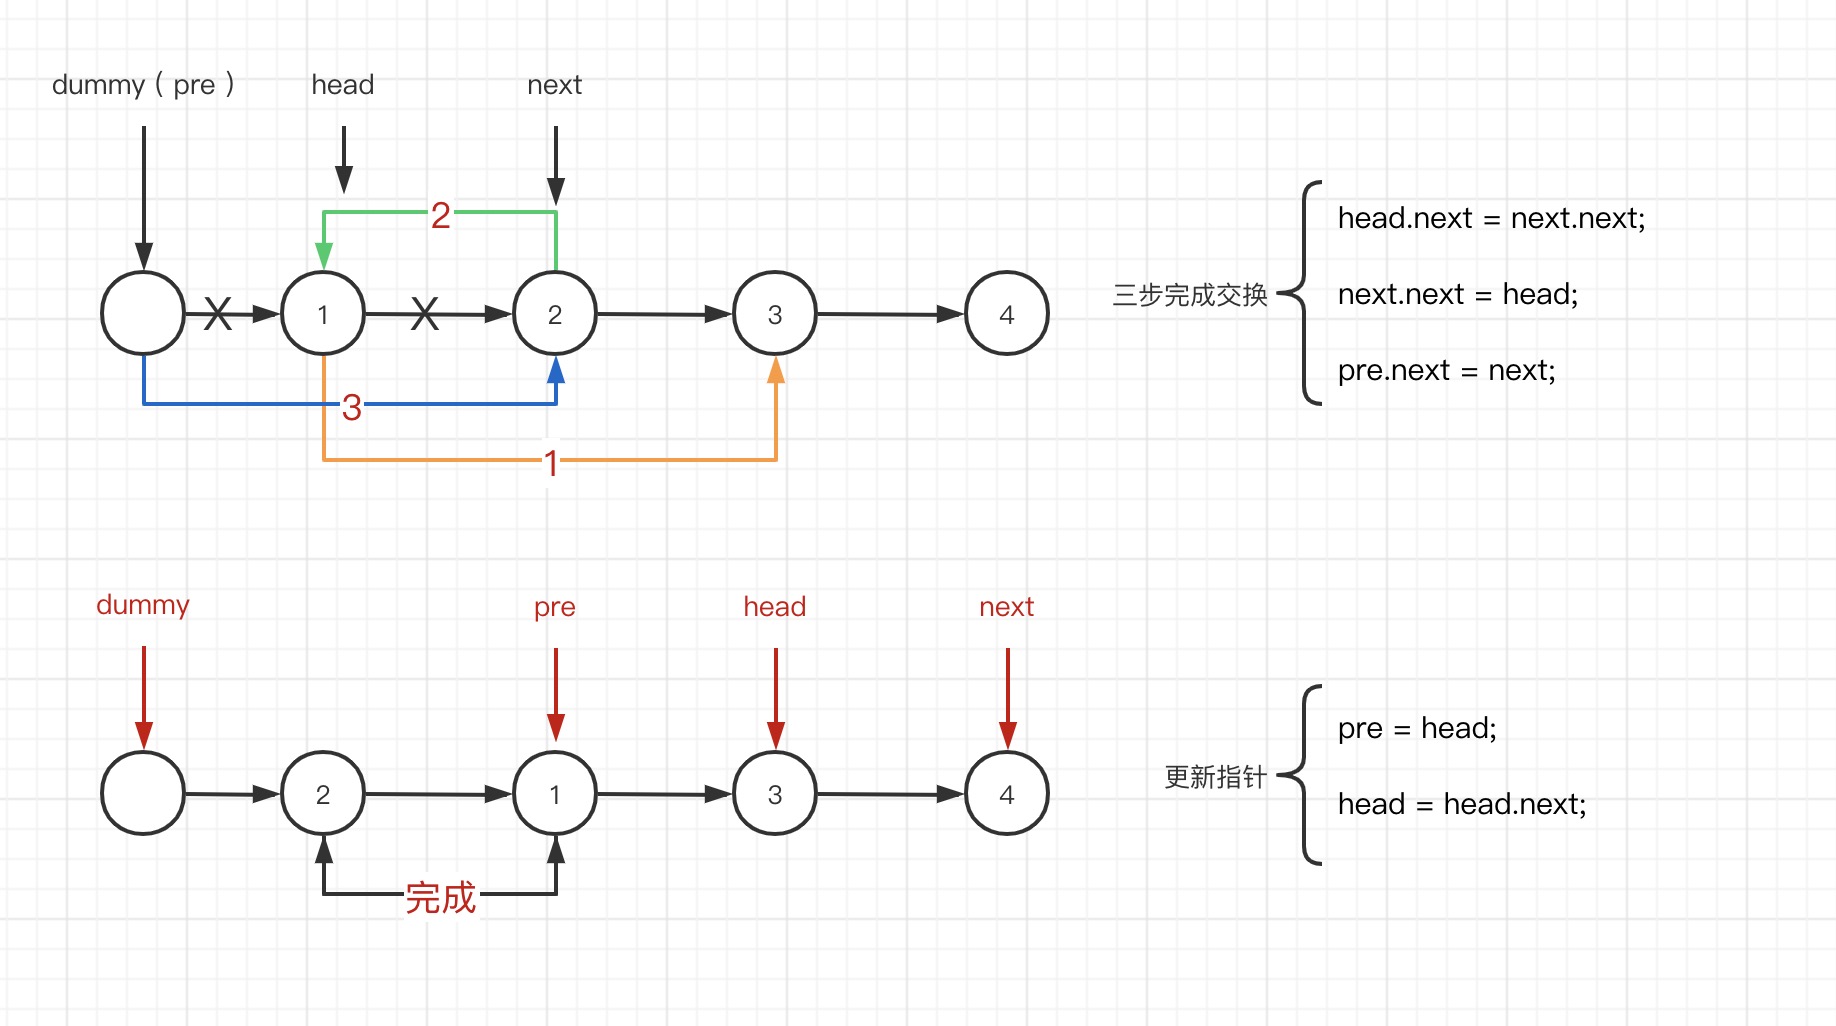 dummy（pre）
head
next
2
1
2
3
4
3
1
三步完成交换
head.next = next.next;
next.next = head;
pre.next = next;
dummy
pre
head
next
2
1
3
4
完成
更新指针
pre = head;
head = head.next;